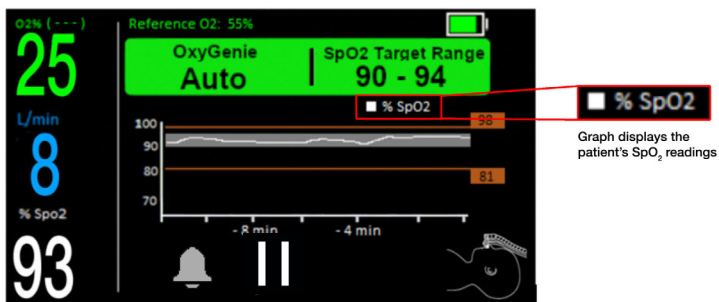 O2% (---)
25
L/min
8
% Spo2
93
Reference O2: 55%
OxyGenie
Auto
SpO2 Target Range
90 - 94
% SpO2
100
90
80
70
98
81
- 8 min
- 4 min
% SpO2
Graph displays the
patient's SpO₂ readings